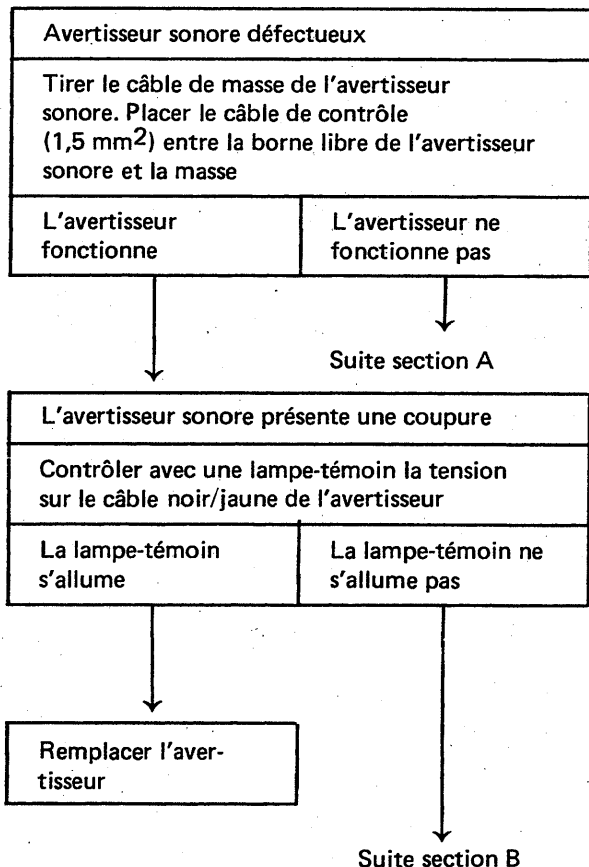 Avertisseur sonore défectueux
Tirer le câble de masse de l'avertisseur
sonore. Placer le câble de contrôle
(1,5 mm2) entre la borne libre de l'avertisseur
sonore et la masse
L'avertisseur
fonctionne
L'avertisseur ne
fonctionne pas
Suite section A
L'avertisseur sonore présente une coupure
Contrôler avec une lampe-témoin la tension
sur le câble noir/jaune de l'avertisseur
La lampe-témoin
s'allume
La lampe-témoin ne
s'allume pas
Remplacer l'aver-
tisseur
Suite section B